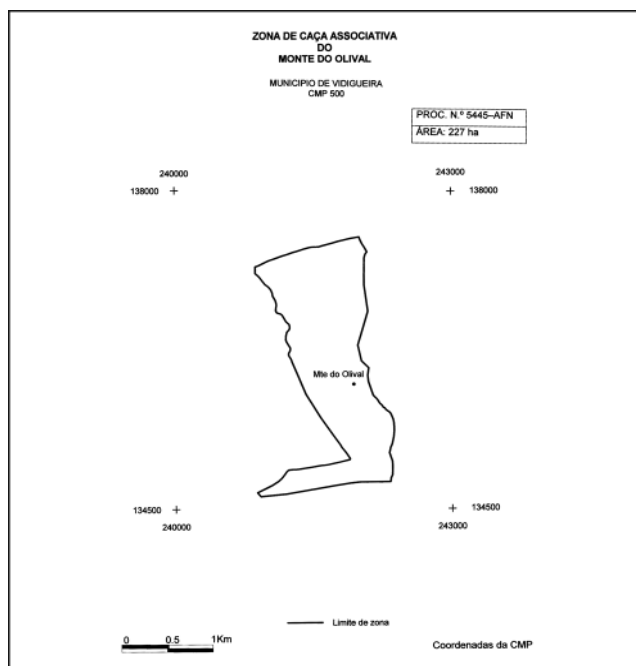 ZONA DE CAÇA ASSOCIATIVA
DO
MONTE DO OLIVAL
MUNICIPIO DE VIDIGUEIRA
CMP 500
PROC. N.º 5445–AFN
ÁREA: 227 ha
240000
138000
243000
138000
Mte do Olival
134500
240000
134500
243000
Limite de zona
0 0.5 1Km
Coordenadas da CMP